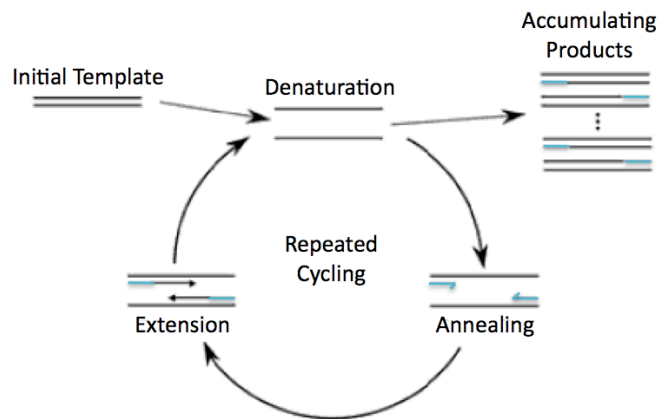 Accumulating
Products
Initial Template
Denaturation
Repeated
Cycling
Extension
Annealing